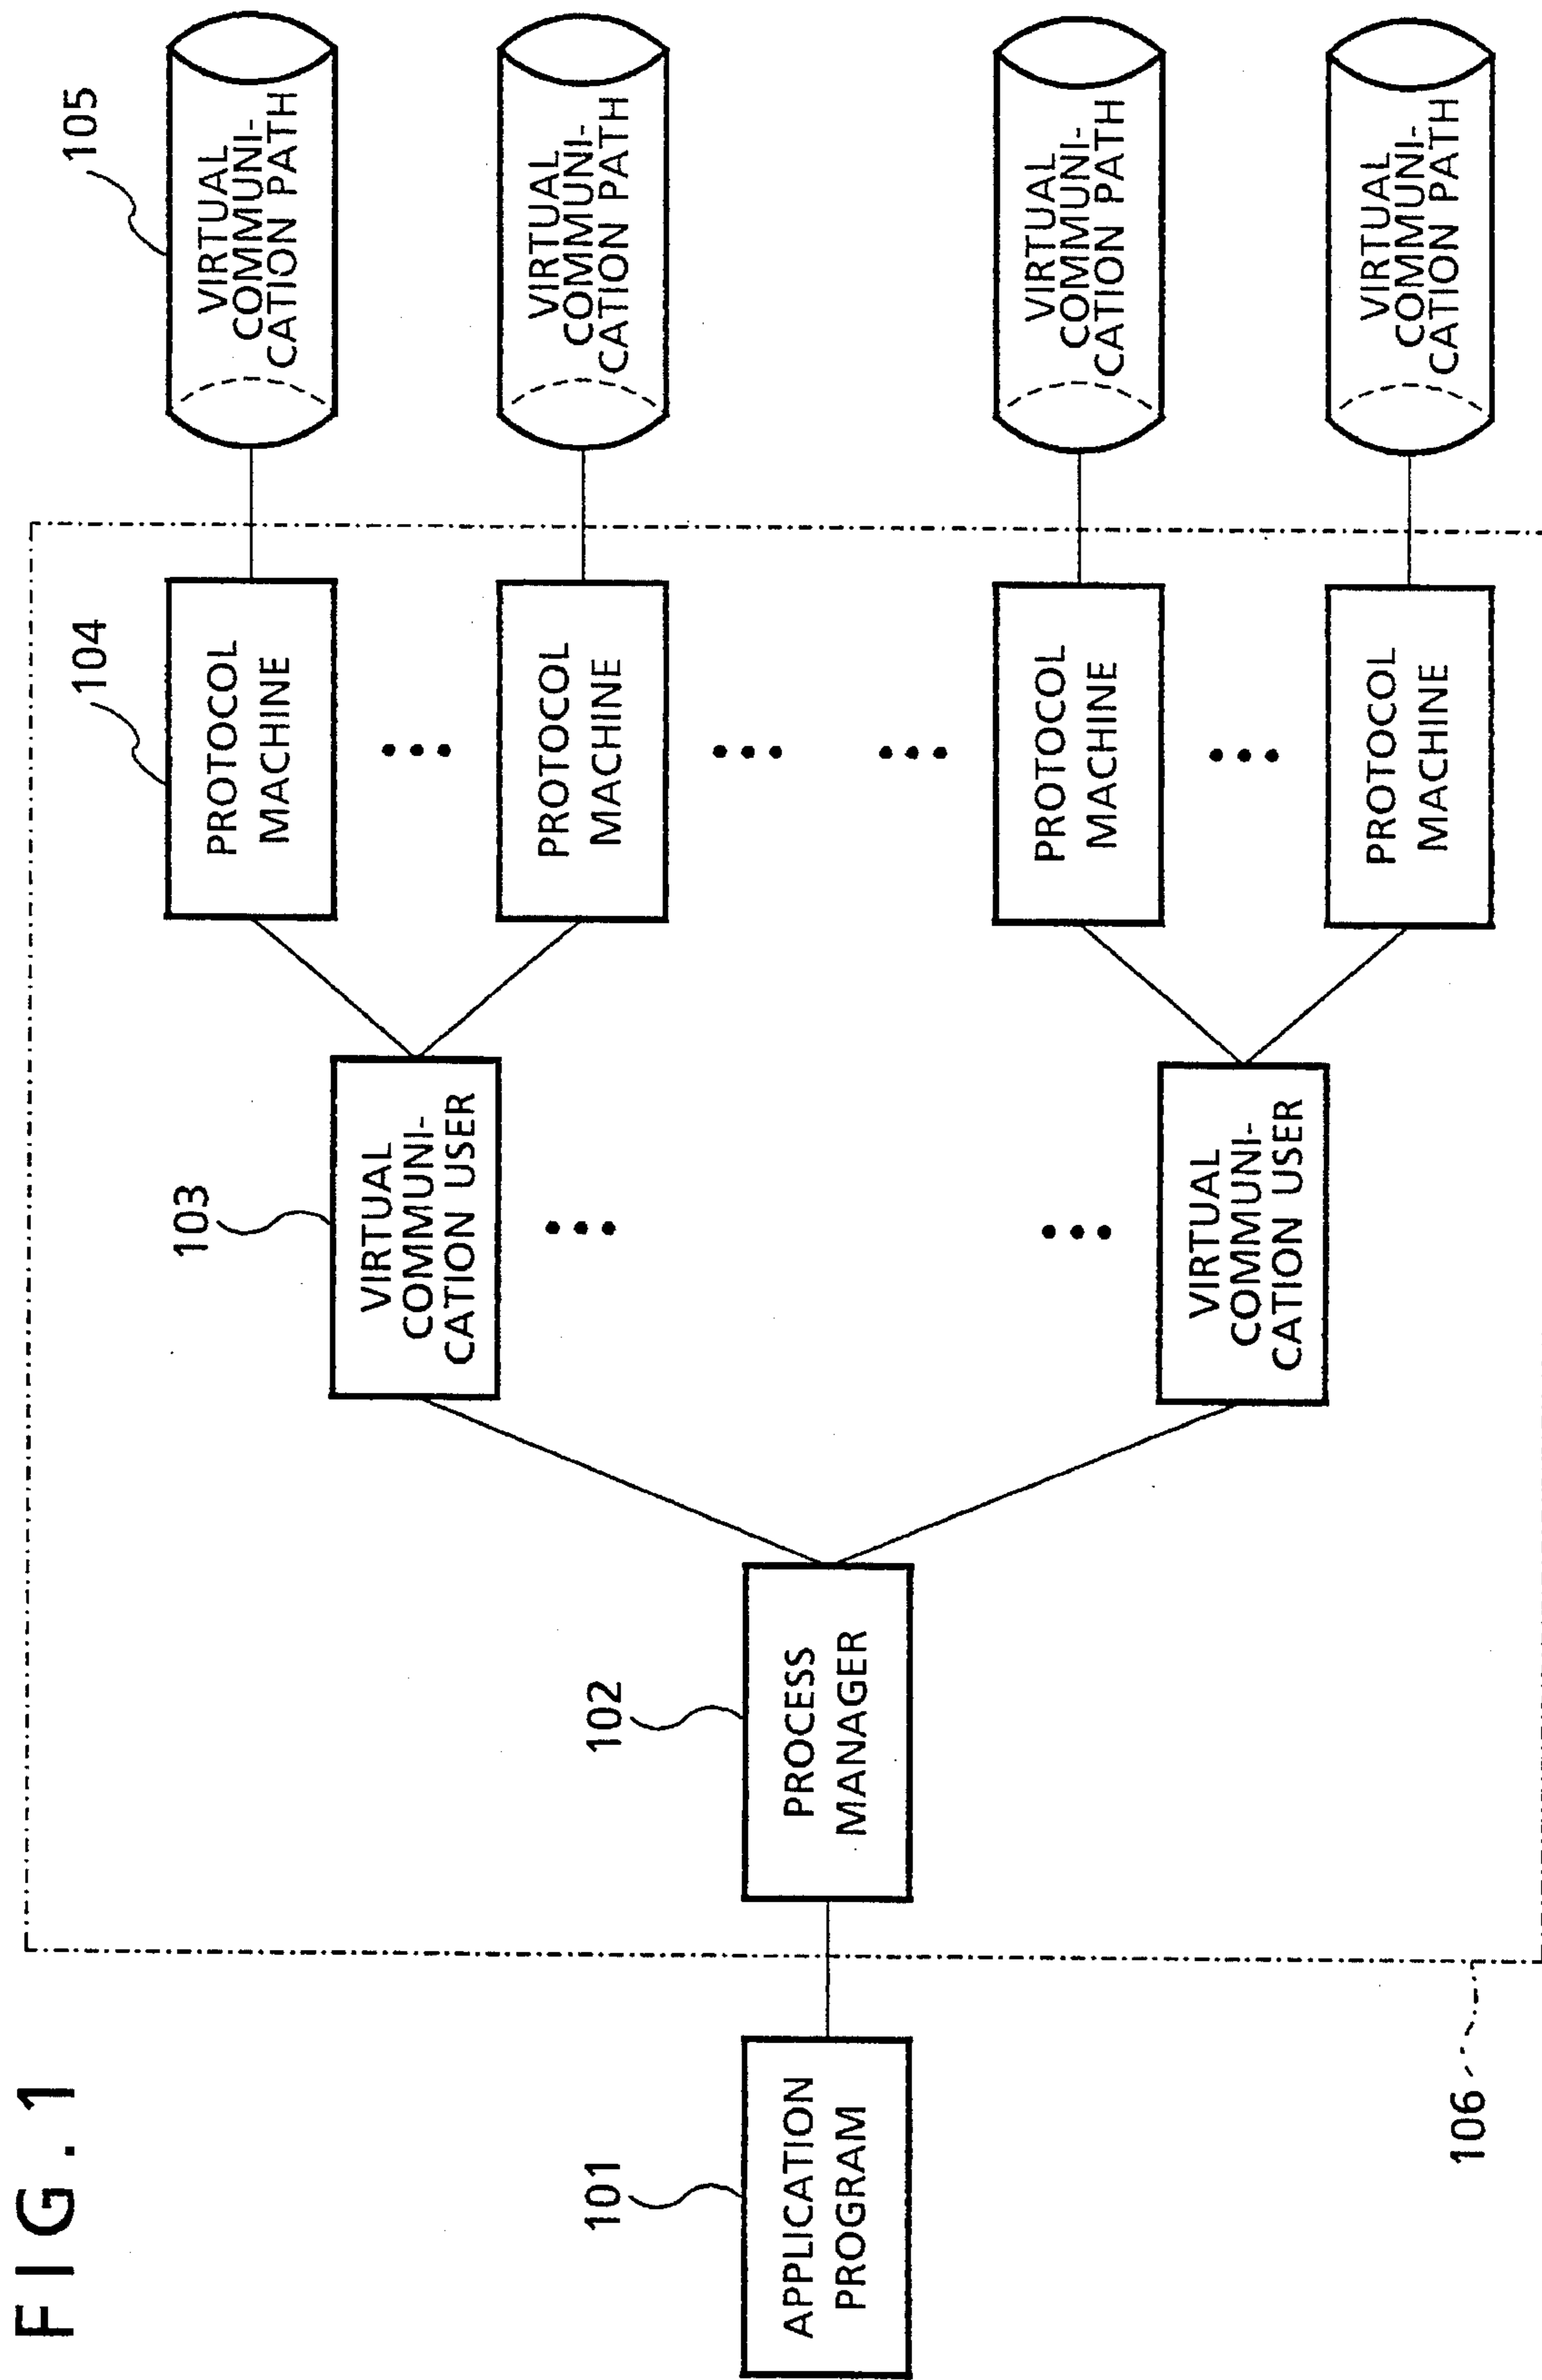 FIG.1
101
APPLICATION
PROGRAM
102
PROCESS
MANAGER
103
VIRTUAL
COMMUNI-
CATION USER
VIRTUAL
COMMUNI-
CATION USER
104
PROTOCOL
MACHINE
PROTOCOL
MACHINE
PROTOCOL
MACHINE
PROTOCOL
MACHINE
105
VIRTUAL
COMMUNI-
CATION PATH
VIRTUAL
COMMUNI-
CATION PATH
VIRTUAL
COMMUNI-
CATION PATH
VIRTUAL
COMMUNI-
CATION PATH
106